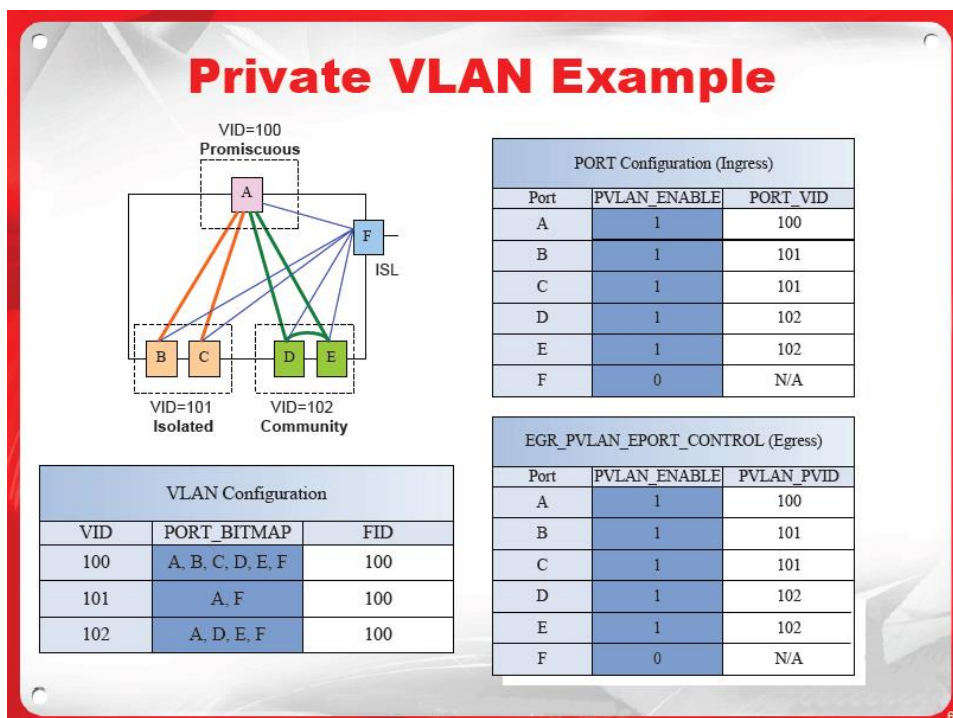 Private VLAN Example
VID=100
Promiscuous
A
F
ISL
B C D E
VID=101 VID=102
Isolated Community
VLAN Configuration
VID PORT_BITMAP FID
100 A, B, C, D, E, F 100
101 A, F 100
102 A, D, E, F 100
PORT Configuration (Ingress)
Port PVLAN_ENABLE PORT_VID
A 1 100
B 1 101
C 1 101
D 1 102
E 1 102
F 0 N/A
EGR_PVLAN_EPORT_CONTROL (Egress)
Port PVLAN_ENABLE PVLAN_PVID
A 1 100
B 1 101
C 1 101
D 1 102
E 1 102
F 0 N/A